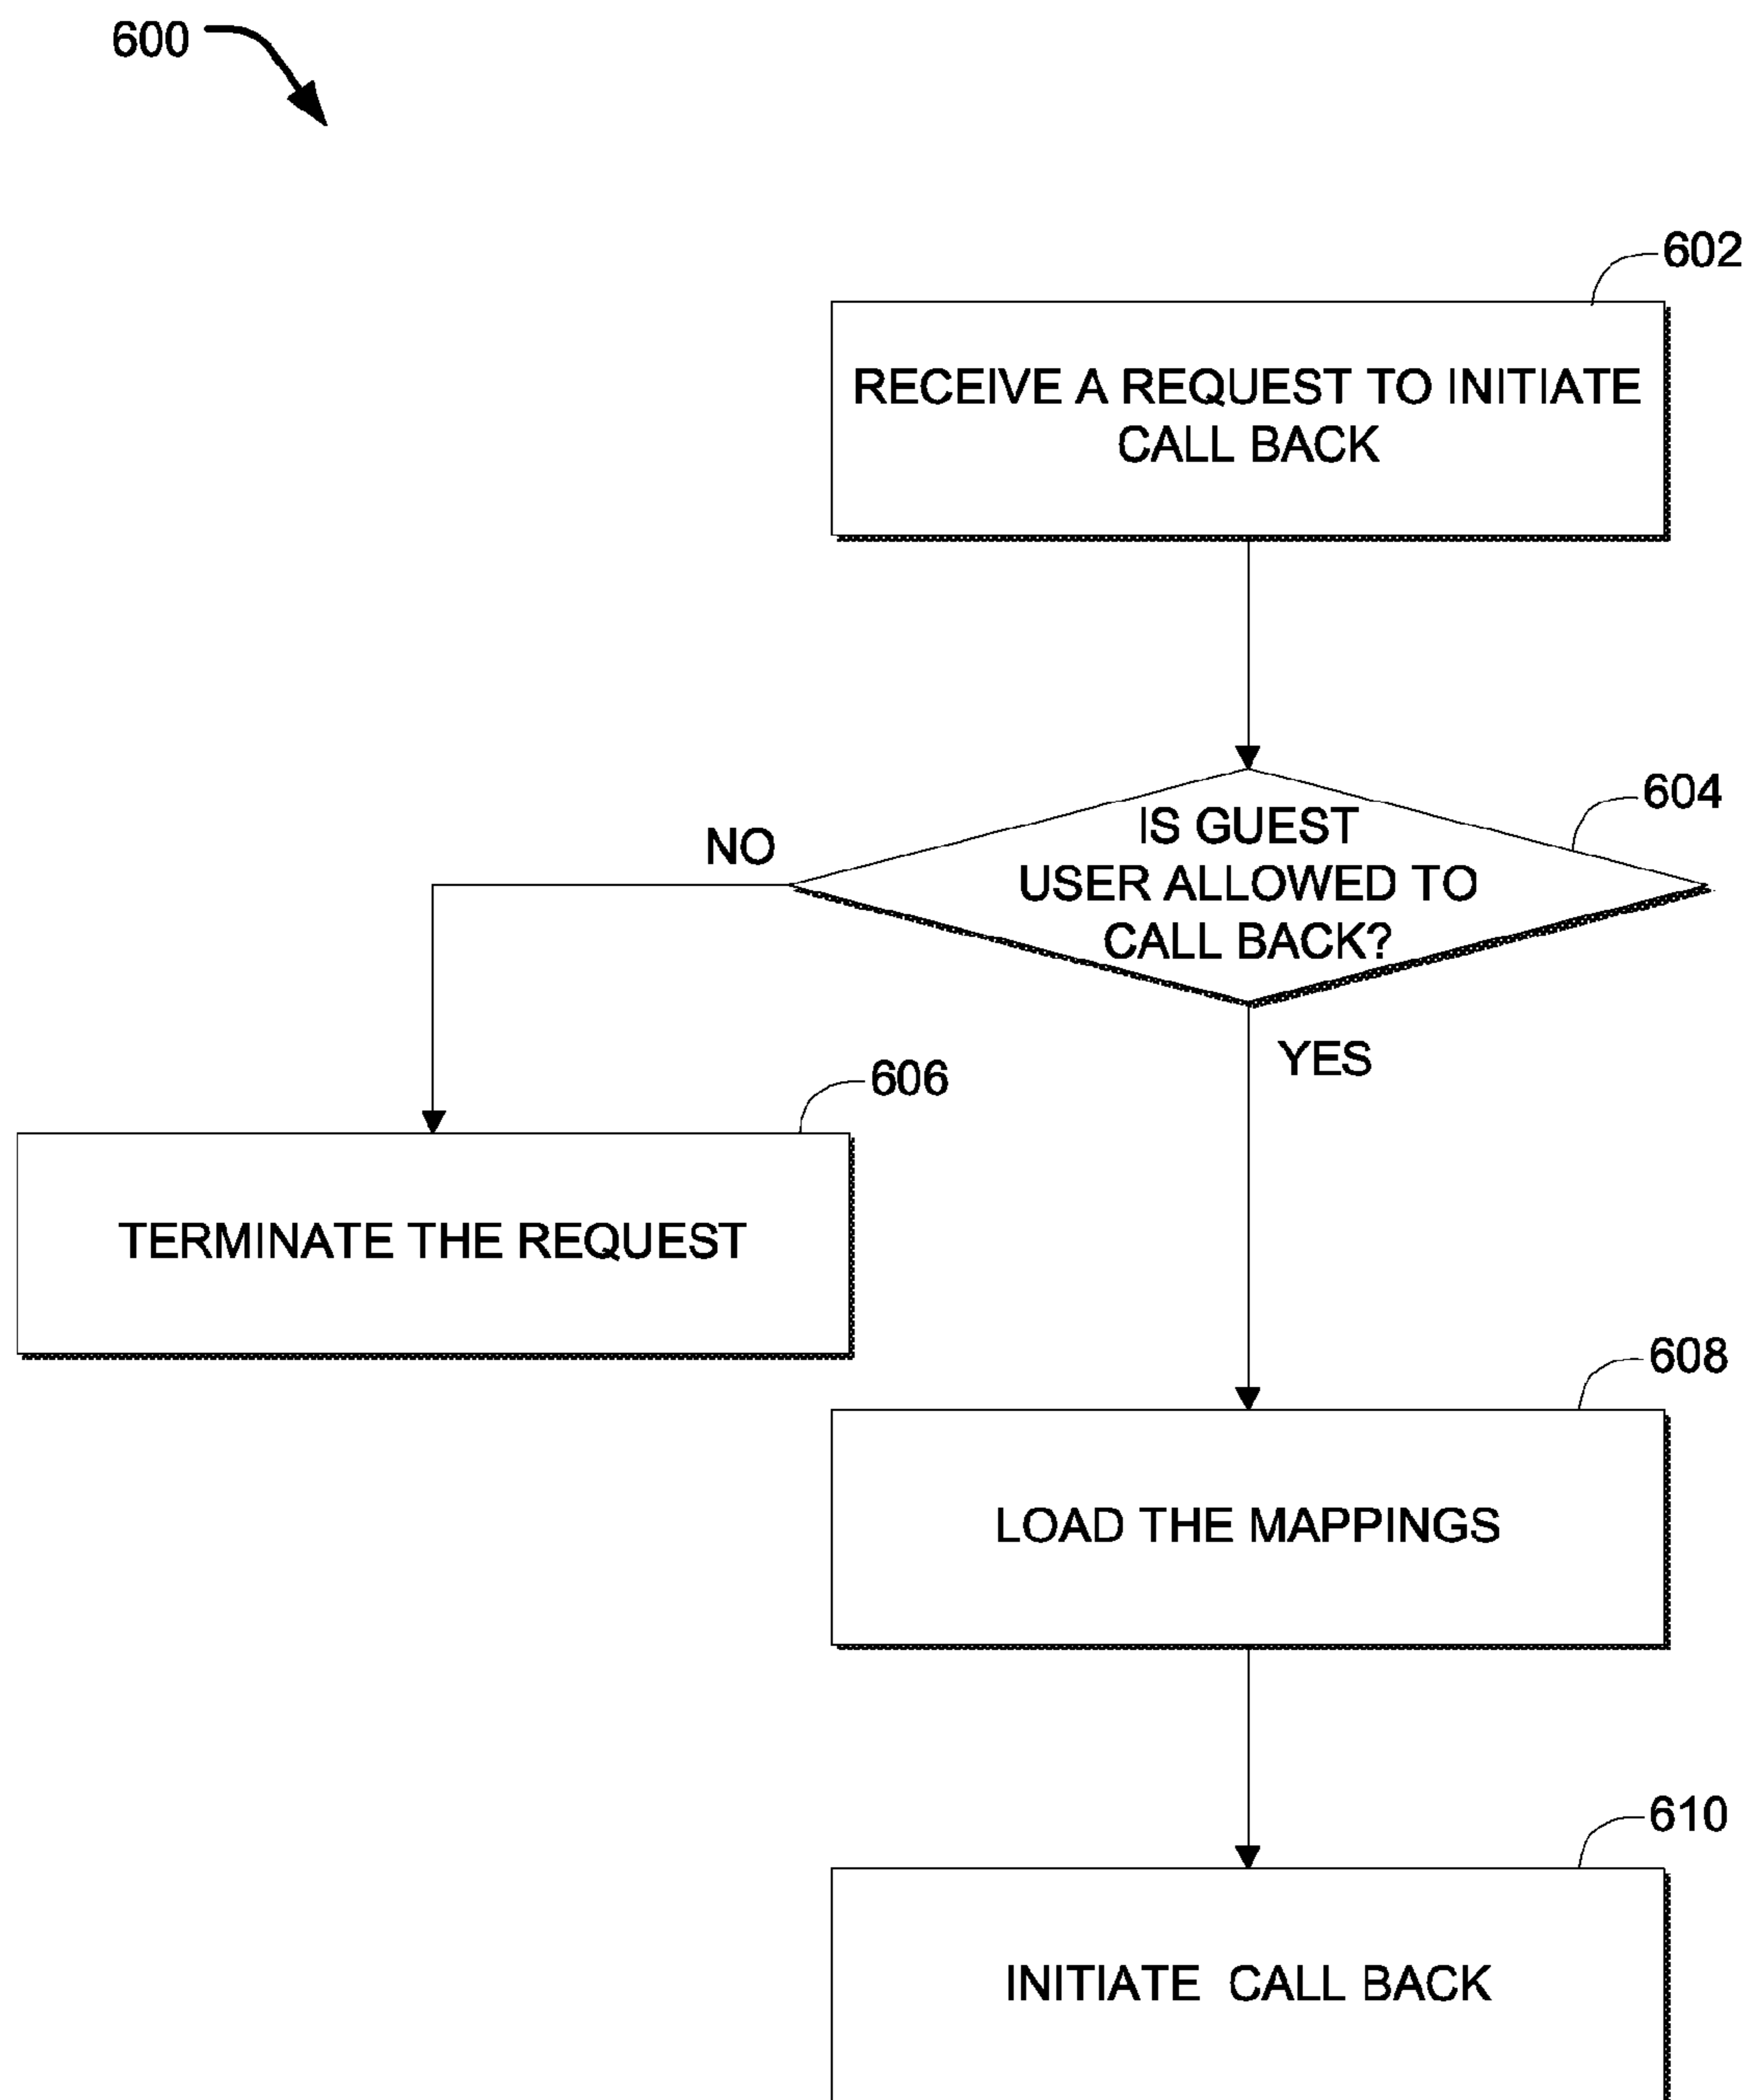 600
602
RECEIVE A REQUEST TO INITIATE
CALL BACK
604
IS GUEST
USER ALLOWED TO
CALL BACK?
NO
YES
606
TERMINATE THE REQUEST
608
LOAD THE MAPPINGS
610
INITIATE CALL BACK